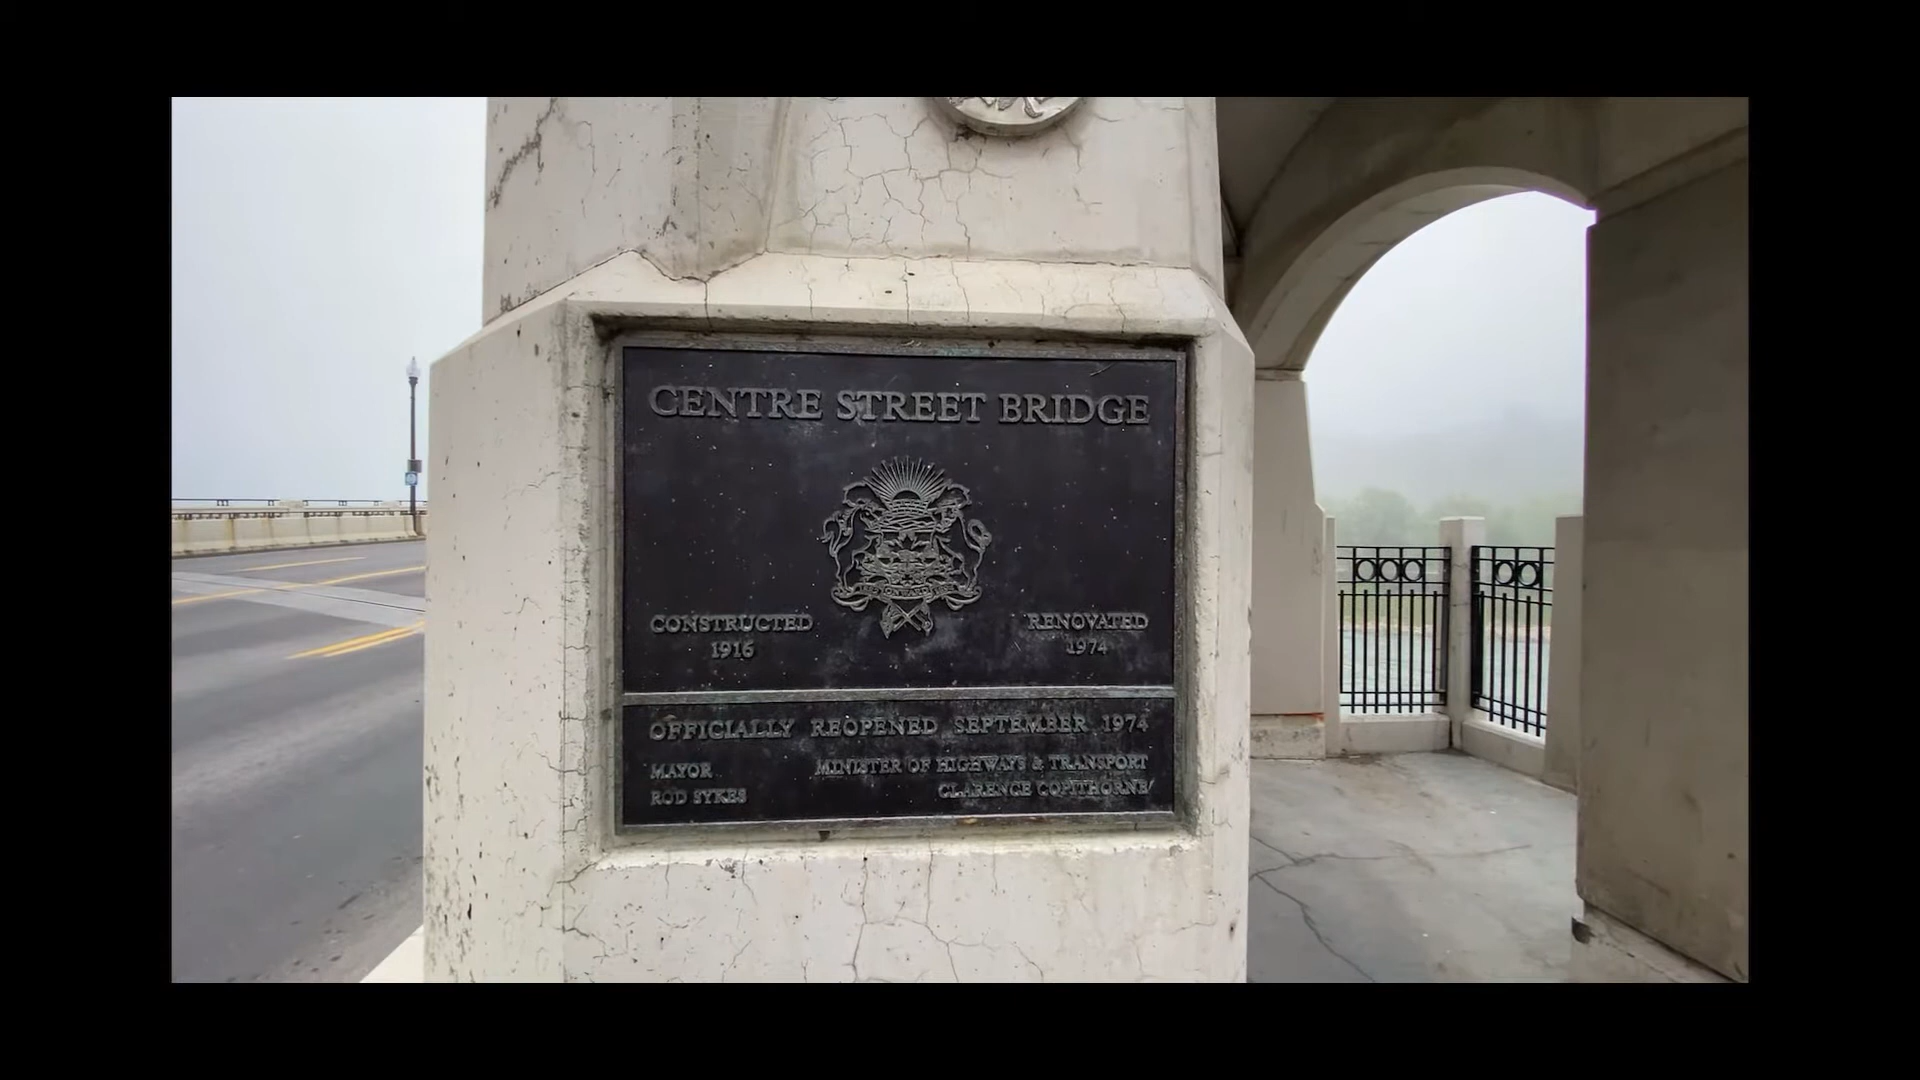 CENTRE STREET BRIDGE
CONSTRUCTED
1916
RENOVATED
1974
OFFICIALLY REOPENED SEPTEMBER 1974
MAYOR
ROD SYKES
MINISTER OF HIGHWAYS & TRANSPORT
CLARENCE COPITHORNE